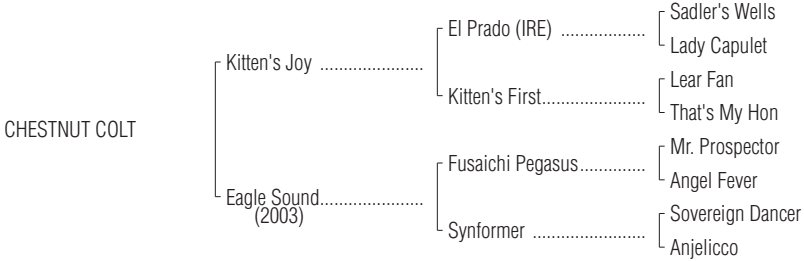 Sadler's Wells
El Prado (IRE) ..................
Lady Capulet
Kitten's Joy ......................
Lear Fan
Kitten's First......................
That's My Hon
CHESTNUT COLT
Mr. Prospector
Fusaichi Pegasus..............
Angel Fever
Eagle Sound......................
(2003)
Sovereign Dancer
Synformer ........................
Anjelicco